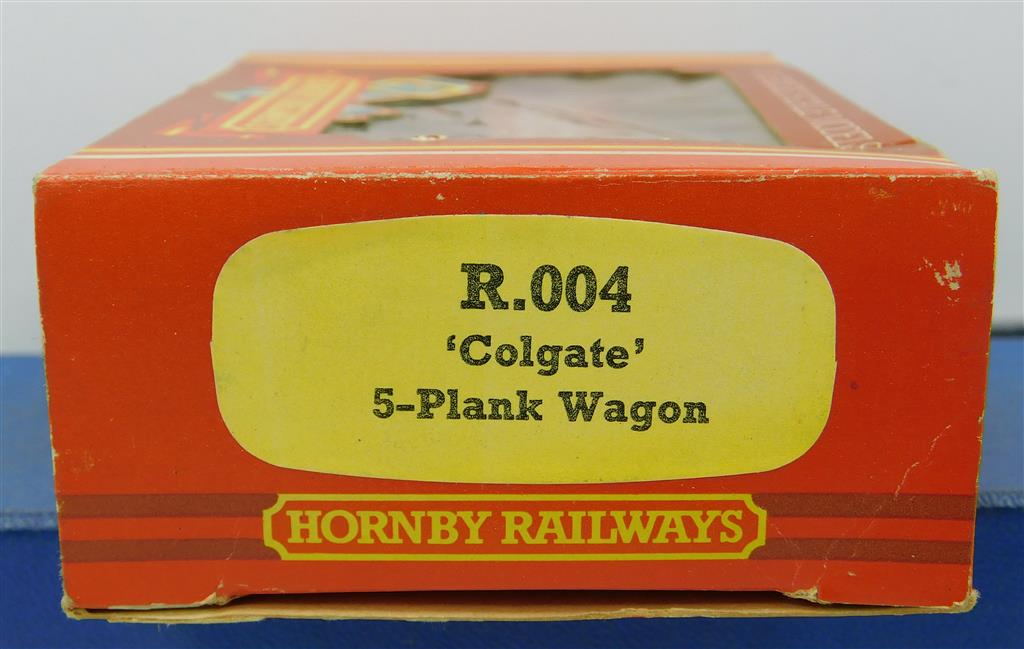 R.004
‘Colgate’
5-Plank Wagon
HORNBY RAILWAYS